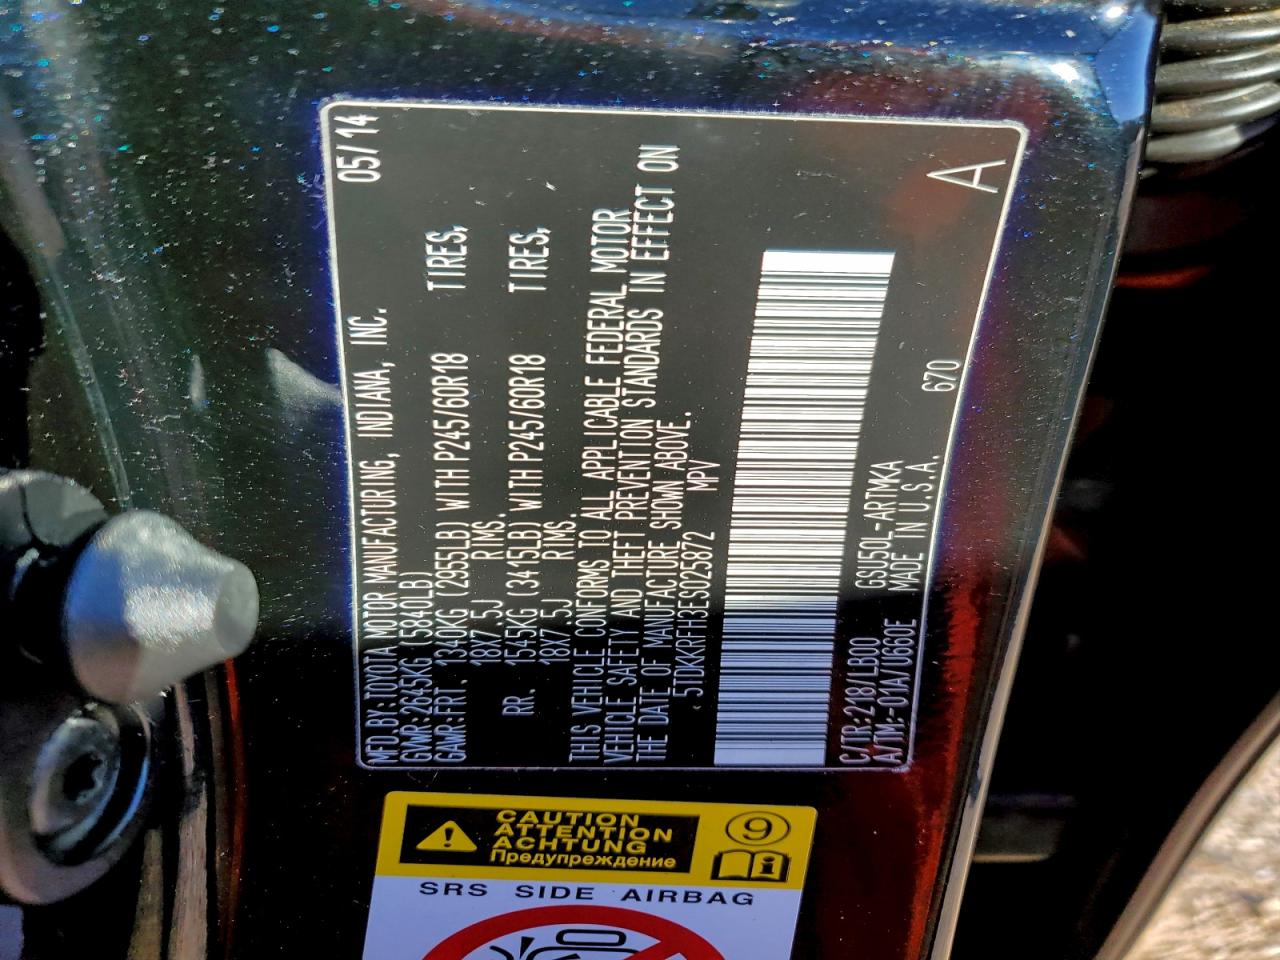 MFD.BY:TOYOTA MOTOR MANUFACTURING, INDIANA, INC. 05/14
GVWR:2645KG (5840LB)
GAWR:FRT. 1340KG (2955LB) WITH P245/60R18 TIRES,
18X7.5J RIMS.
RR. 1545KG (3415LB) WITH P245/60R18 TIRES,
18X7.5J RIMS.
THIS VEHICLE CONFORMS TO ALL APPLICABLE FEDERAL MOTOR
VEHICLE SAFETY AND THEFT PREVENTION STANDARDS IN EFFECT ON
THE DATE OF MANUFACTURE SHOWN ABOVE.
5TDKKRFH3ES025872 MPV
C/TR:218/LB00 GSU50L-ARTMKA
A/TM:-01A/U660E MADE IN U.S.A. 670
A
CAUTION
ATTENTION
ACHTUNG
Предупреждение
9
i
SRS SIDE AIRBAG